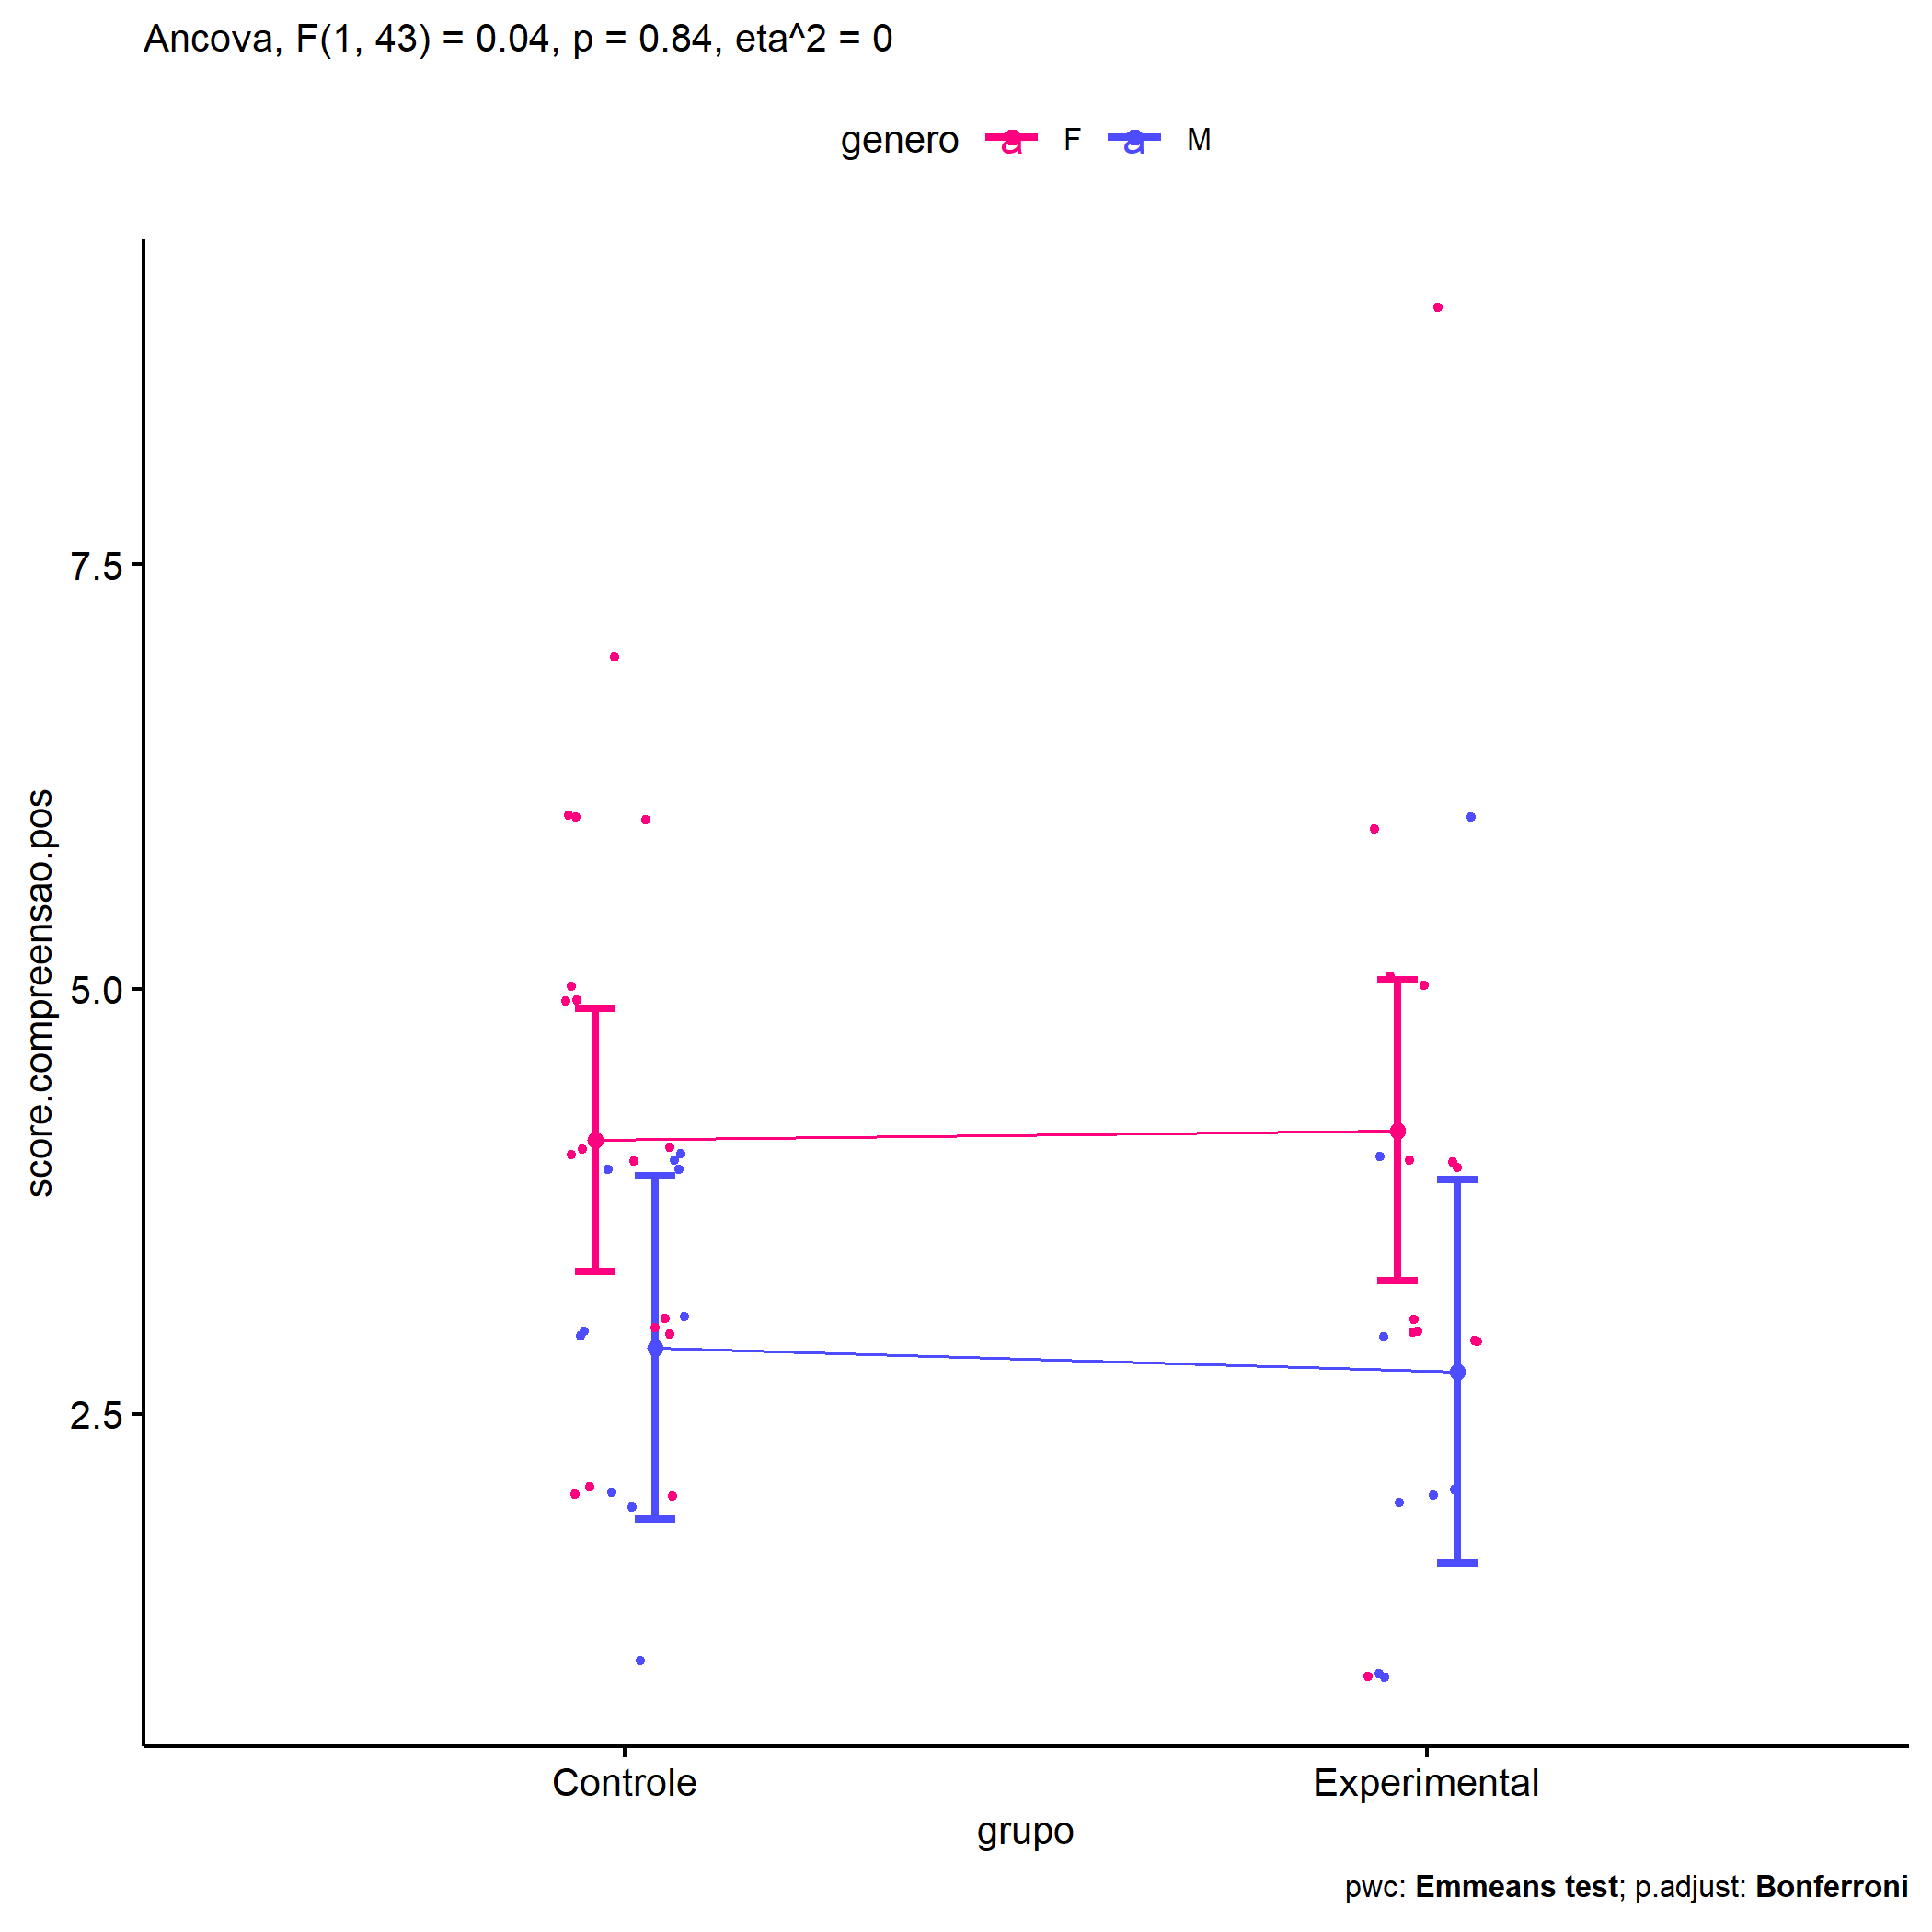 Ancova, F(1, 43) = 0.04, p = 0.84, eta^2 = 0
genero a F a M
7.5
5.0
2.5
score.compreensao.pos
Controle Experimental
grupo
pwc: Emmeans test; p.adjust: Bonferroni